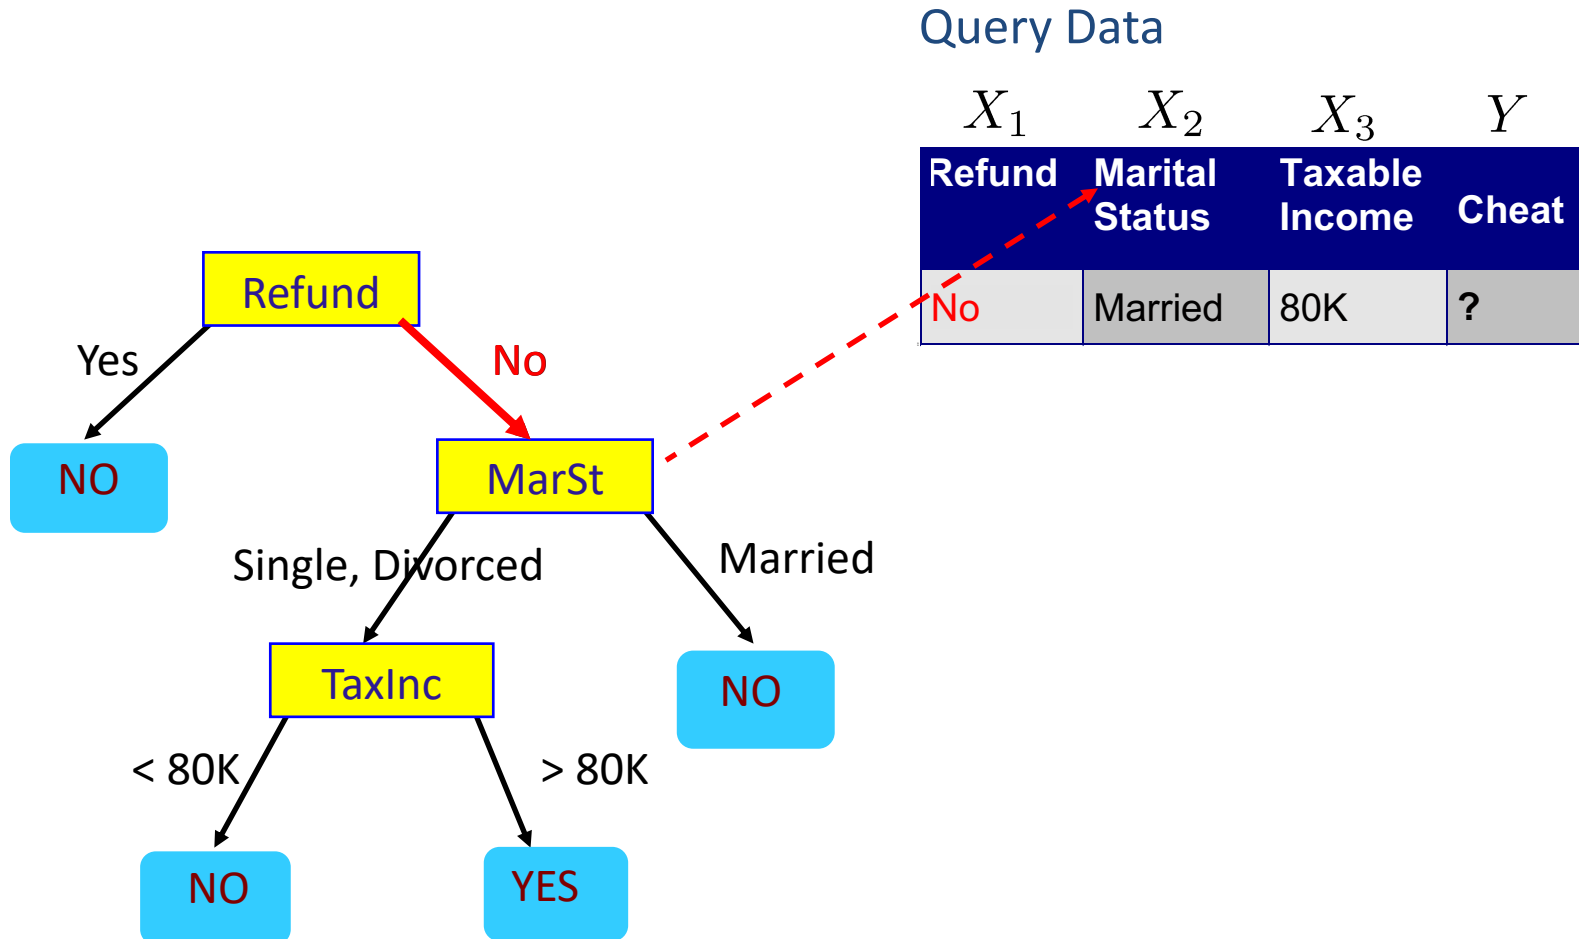 Query Data
X1 X2 X3 Y
Refund Marital Status Taxable Income Cheat
No Married 80K ?
Refund
Yes
No
NO
MarSt
Single, Divorced
Married
TaxInc
NO
< 80K
> 80K
NO
YES